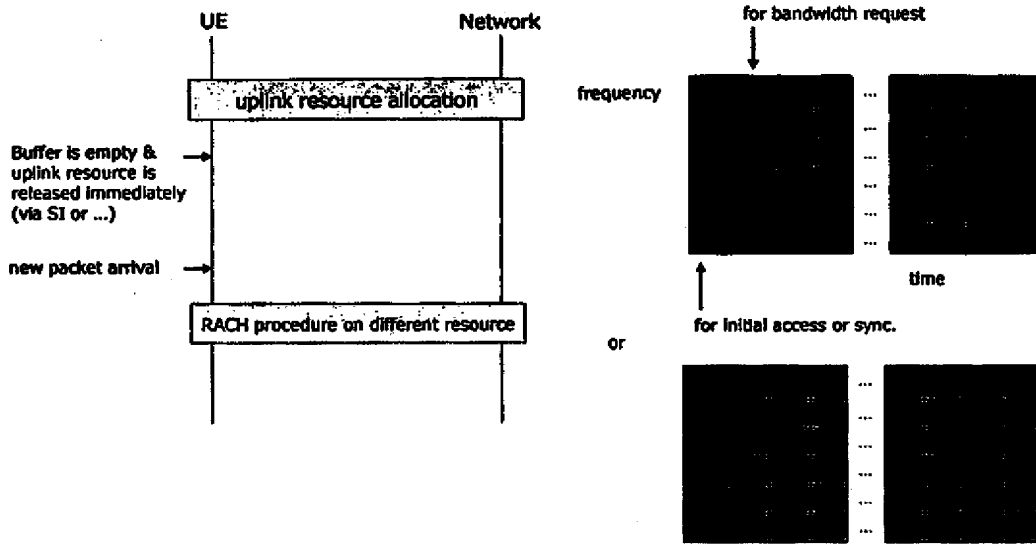 UE
Network
uplink resource allocation
Buffer is empty &
uplink resource is
released immediately
(via SI or ...)
new packet arrival
RACH procedure on different resource
for bandwidth request
frequency
...
...
...
...
...
...
time
for initial access or sync.
or
...
...
...
...
...
...